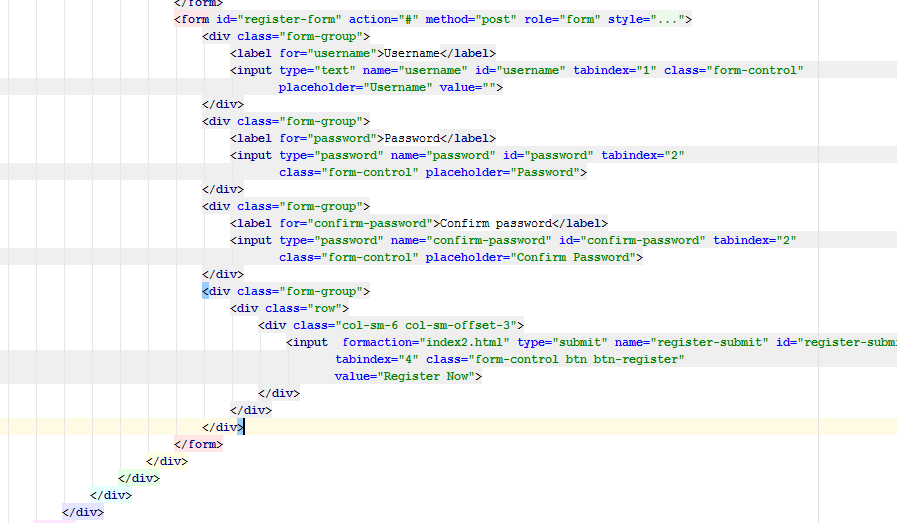 </form>
<form id="register-form" action="#" method="post" role="form" style="...">
<div class="form-group">
<label for="username">Username</label>
<input type="text" name="username" id="username" tabindex="1" class="form-control"
placeholder="Username" value="">
</div>
<div class="form-group">
<label for="password">Password</label>
<input type="password" name="password" id="password" tabindex="2"
class="form-control" placeholder="Password">
</div>
<div class="form-group">
<label for="confirm-password">Confirm password</label>
<input type="password" name="confirm-password" id="confirm-password" tabindex="2"
class="form-control" placeholder="Confirm Password">
</div>
<div class="form-group">
<div class="row">
<div class="col-sm-6 col-sm-offset-3">
<input  formaction="index2.html" type="submit" name="register-submit" id="register-submi
tabindex="4" class="form-control btn btn-register"
value="Register Now">
</div>
</div>
</div>
</form>
</div>
</div>
</div>
</div>